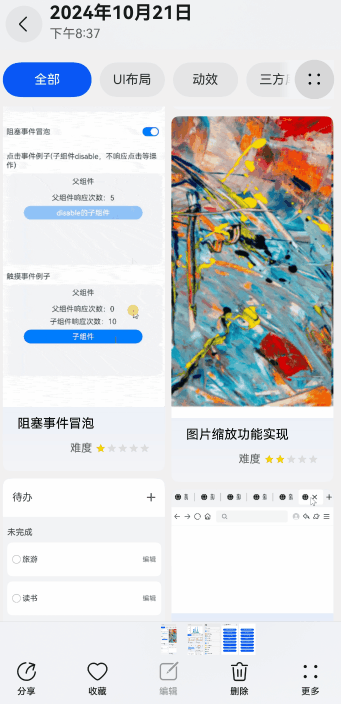 2024年10月21日
下午8:37
全部
UI布局
动效
三方
阻塞事件冒泡
点击事件例子(子组件disable，不响应点击等操作)
父组件
父组件响应次数：5
disable的子组件
触摸事件例子
父组件
父组件响应次数：0
子组件响应次数：10
子组件
阻塞事件冒泡
难度
图片缩放功能实现
难度
待办
未完成
旅游
编辑
读书
编辑
分享
收藏
编辑
删除
更多